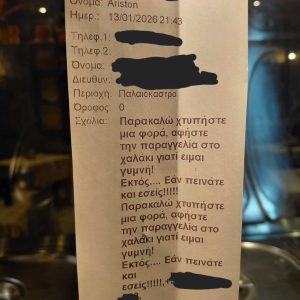 Όνομα: Ariston
Ημερ.: 13/01/2026 21:43
Τηλεφ.1:
Τηλεφ.2:
Όνομα:
Διευθυν.:
Περιοχή: Παλαιόκαστρο
Όροφος: 0
Σχόλια: Παρακαλώ χτυπήστε
μια φορά, αφήστε
την παραγγελία στο
χαλάκι γιατί ειμαι
γυμνη!
Εκτός.... Εάν πεινάτε
και εσείς!!!!!
Παρακαλώ χτυπήστε
μια φορά, αφήστε
την παραγγελία στο
χαλάκι γιατί ειμαι
γυμνη!
Εκτός.... Εάν πεινάτε
και
εσείς!!!!!,